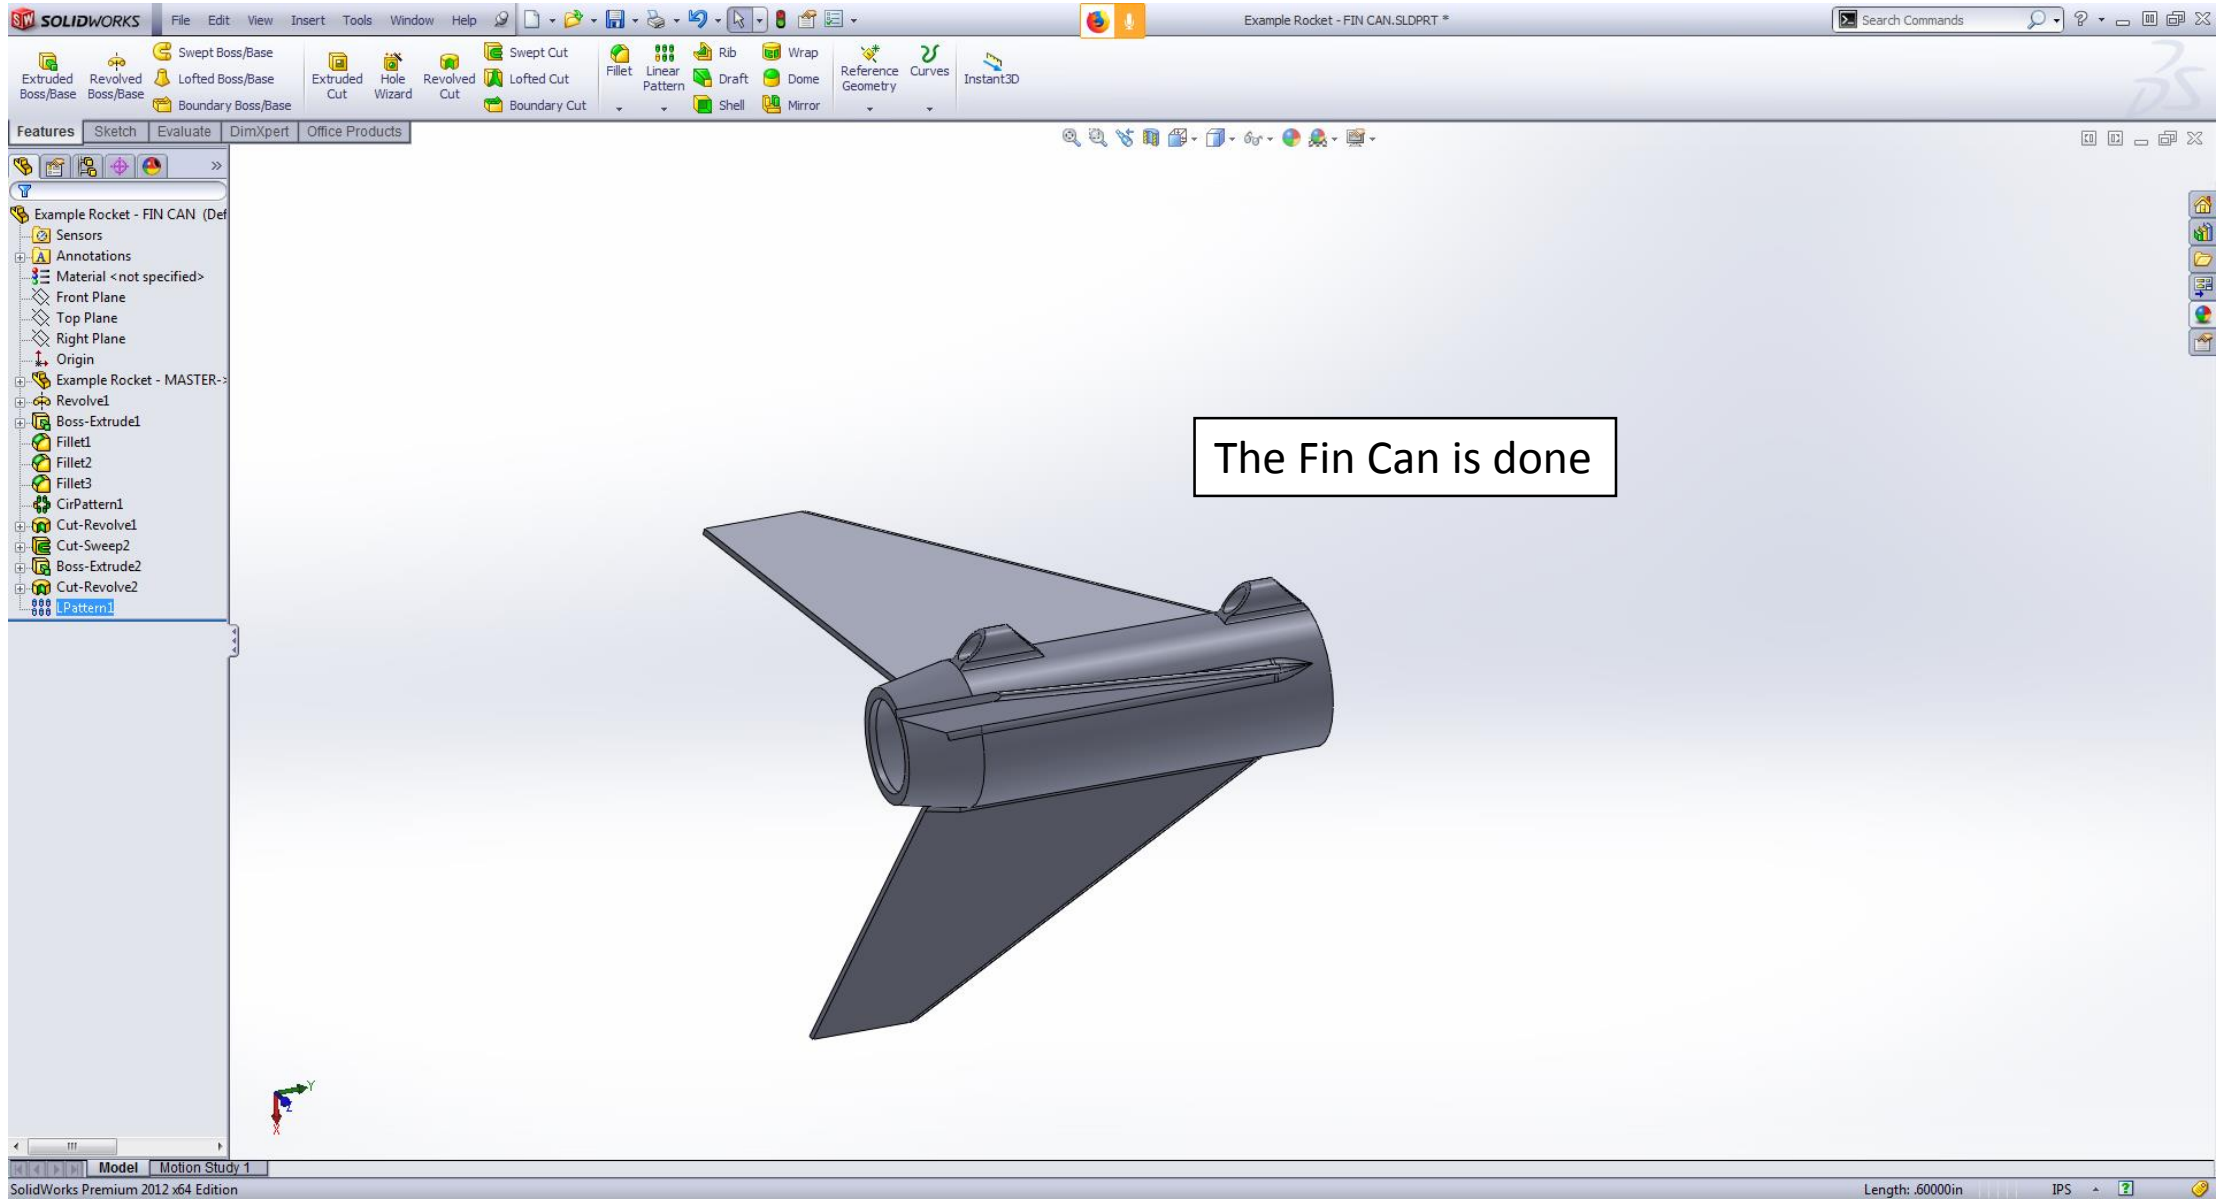 SOLIDWORKS File Edit View Insert Tools Window Help Example Rocket - FIN CAN.SLDPRT * Search Commands
Extruded Boss/Base
Revolved Boss/Base
Swept Boss/Base
Lofted Boss/Base
Boundary Boss/Base
Extruded Cut
Hole Wizard
Revolved Cut
Swept Cut
Lofted Cut
Boundary Cut
Fillet
Linear Pattern
Rib
Draft
Shell
Wrap
Dome
Mirror
Reference Geometry
Curves
Instant3D
Features Sketch Evaluate DimXpert Office Products
Example Rocket - FIN CAN (Def
Sensors
Annotations
Material <not specified>
Front Plane
Top Plane
Right Plane
Origin
Example Rocket - MASTER->
Revolve1
Boss-Extrude1
Fillet1
Fillet2
Fillet3
CirPattern1
Cut-Revolve1
Cut-Sweep2
Boss-Extrude2
Cut-Revolve2
LPattern1
The Fin Can is done
Y
Z
X
Model Motion Study 1
SolidWorks Premium 2012 x64 Edition Length: .60000in IPS